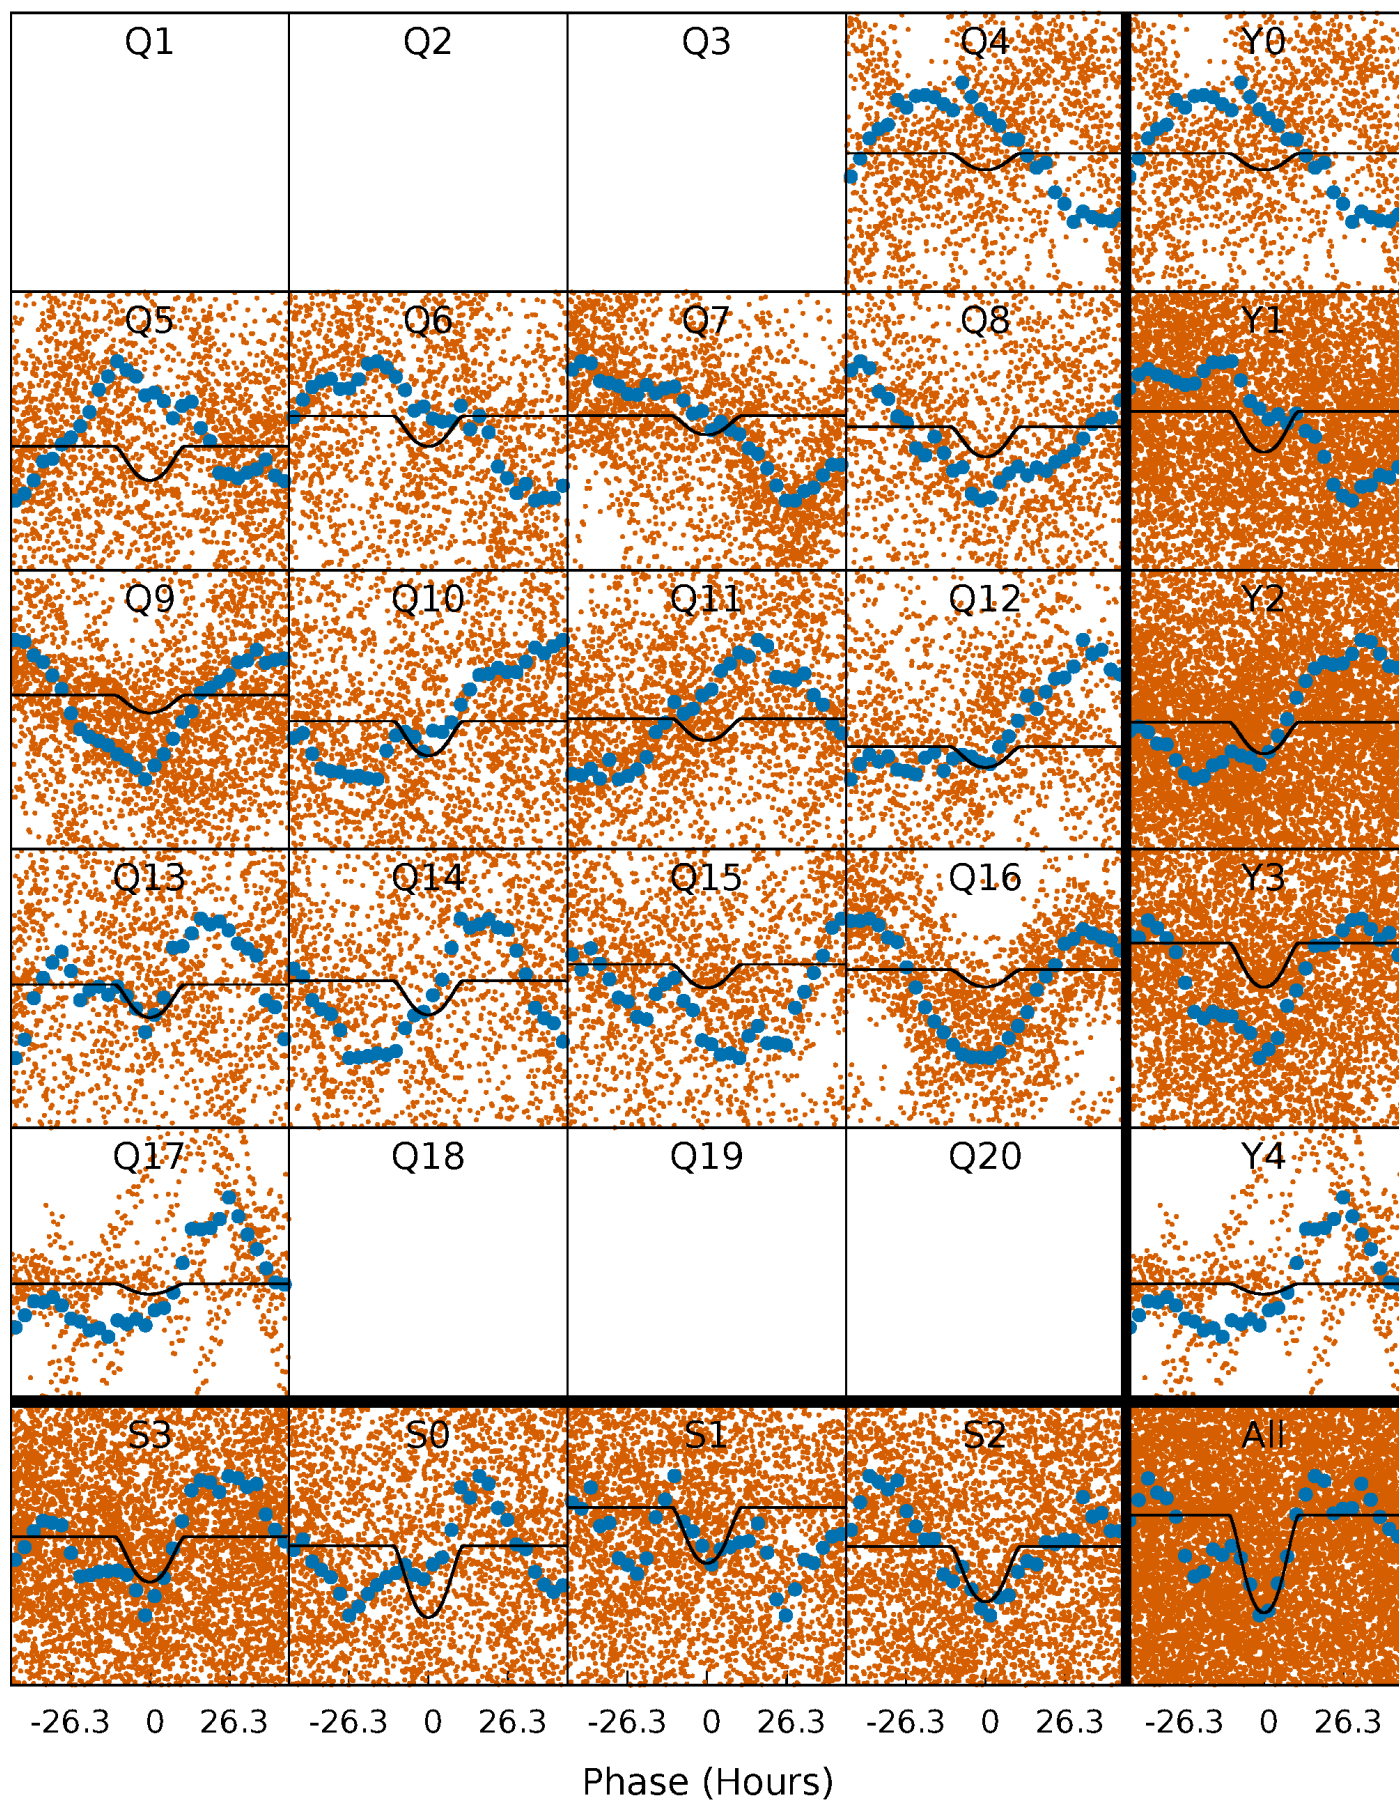 Q1 Q2 Q3 Q4 Y0
Q5 Q6 Q7 Q8 Y1
Q9 Q10 Q11 Q12 Y2
Q13 Q14 Q15 Q16 Y3
Q17 Q18 Q19 Q20 Y4
S3 S0 S1 S2 All
-26.3 0 26.3 -26.3 0 26.3 -26.3 0 26.3 -26.3 0 26.3 -26.3 0 26.3
Phase (Hours)